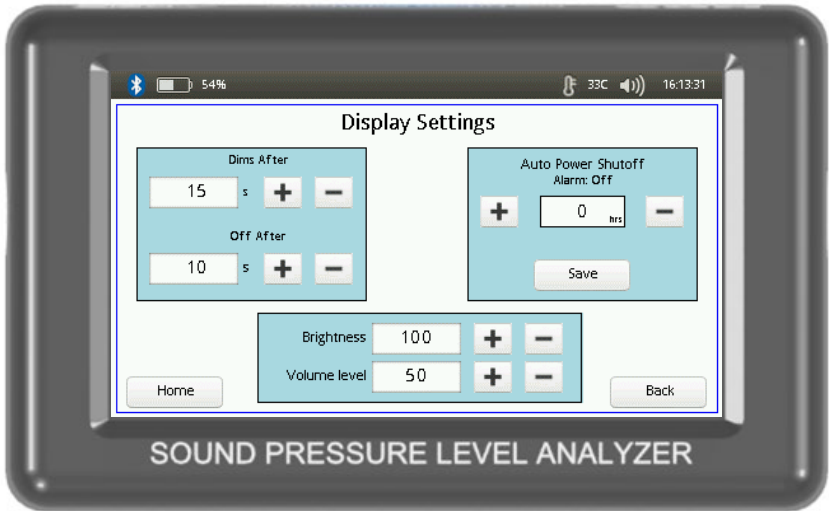 54% 33C 16:13:31
Display Settings
Dims After
15 s + −
Off After
10 s + −
Auto Power Shutoff
Alarm: Off
+ 0 hrs −
Save
Brightness 100 + −
Volume level 50 + −
Home Back
SOUND PRESSURE LEVEL ANALYZER